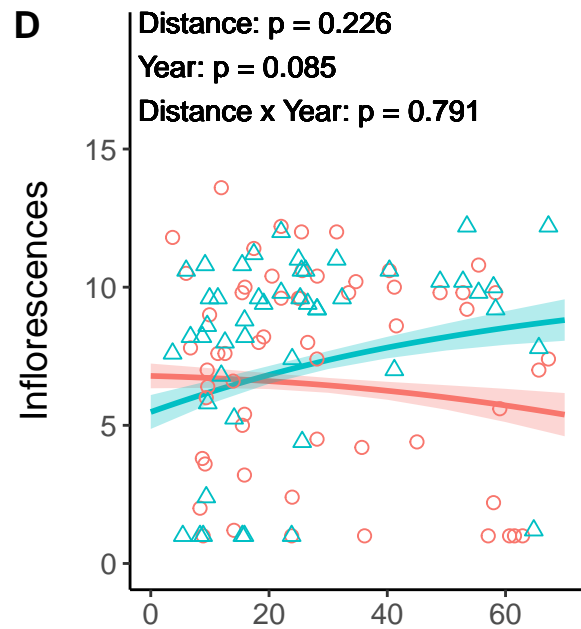 D
Distance: p = 0.226
Year: p = 0.085
Distance x Year: p = 0.791
Inflorescences
15
10
5
0
0 20 40 60